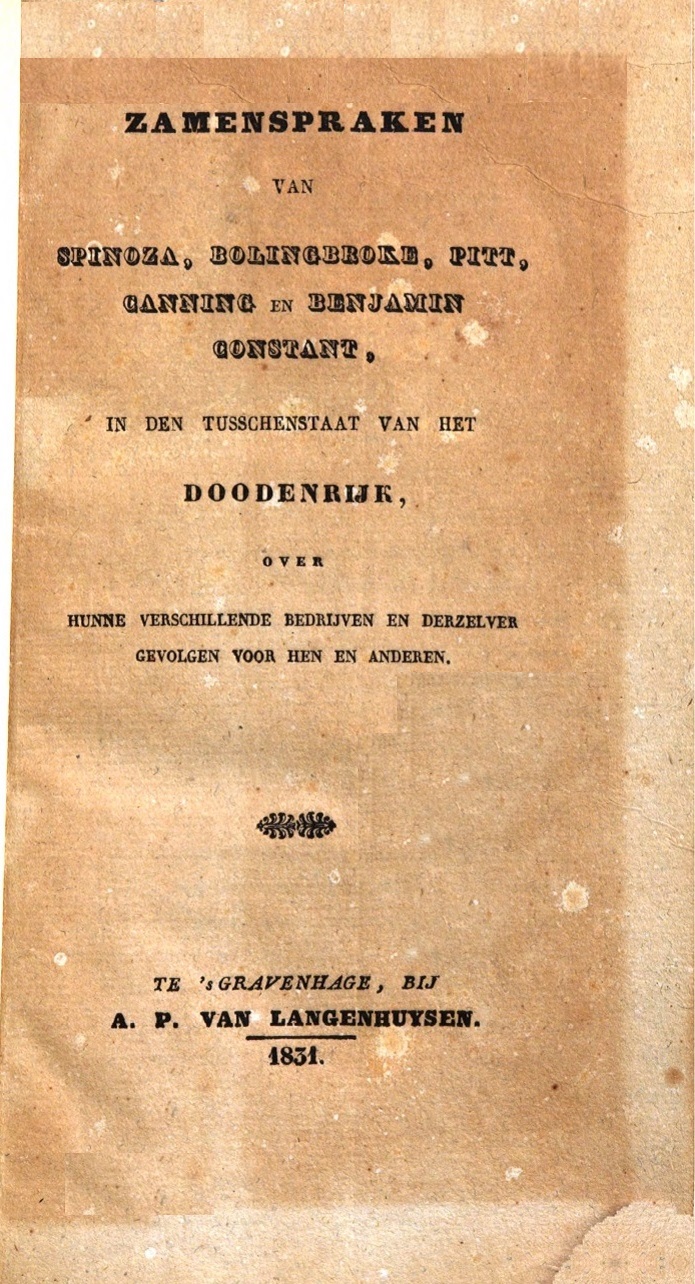 ZAMENSPRAKEN
VAN
SPINOZA, BOLINGBROKE, PITT,
CANNING EN BENJAMIN
CONSTANT,
IN DEN TUSSCHENSTAAT VAN HET
DOODENRIJK,
OVER
HUNNE VERSCHILLENDE BEDRIJVEN EN DERZELVER
GEVOLGEN VOOR HEN EN ANDEREN.
TE 'sGRAVENHAGE, BIJ
A. P. VAN LANGENHUYSEN.
1831.